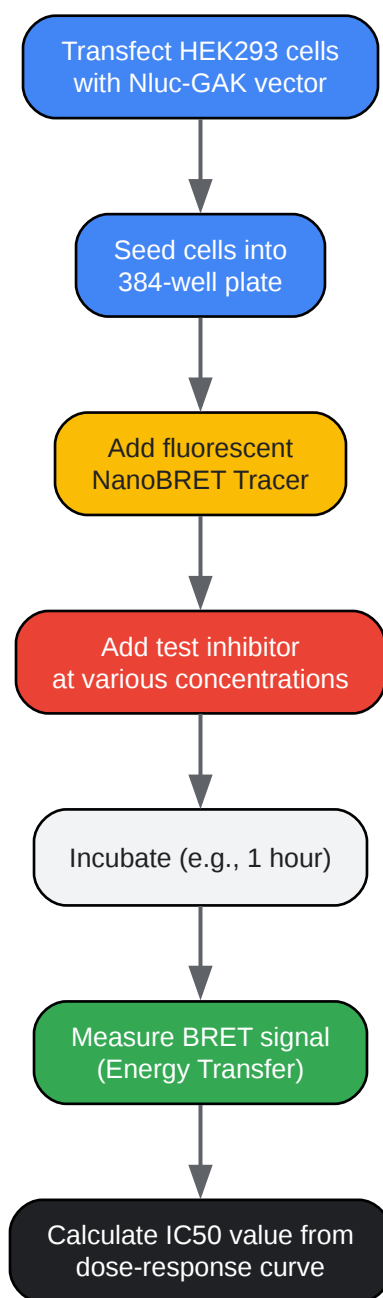 Transfect HEK293 cells
with Nluc-GAK vector
Seed cells into
384-well plate
Add fluorescent
NanoBRET Tracer
Add test inhibitor
at various concentrations
Incubate (e.g., 1 hour)
Measure BRET signal
(Energy Transfer)
Calculate IC50 value from
dose-response curve